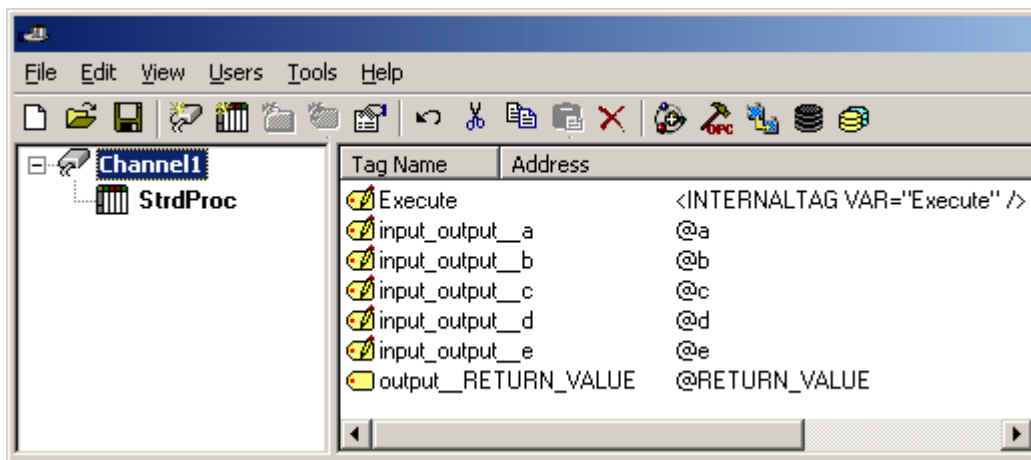 File Edit View Users Tools Help
OPC
Channel1
StrdProc
Tag Name Address
Execute <INTERNALTAG VAR="Execute" />
input_output__a @a
input_output__b @b
input_output__c @c
input_output__d @d
input_output__e @e
output__RETURN_VALUE @RETURN_VALUE